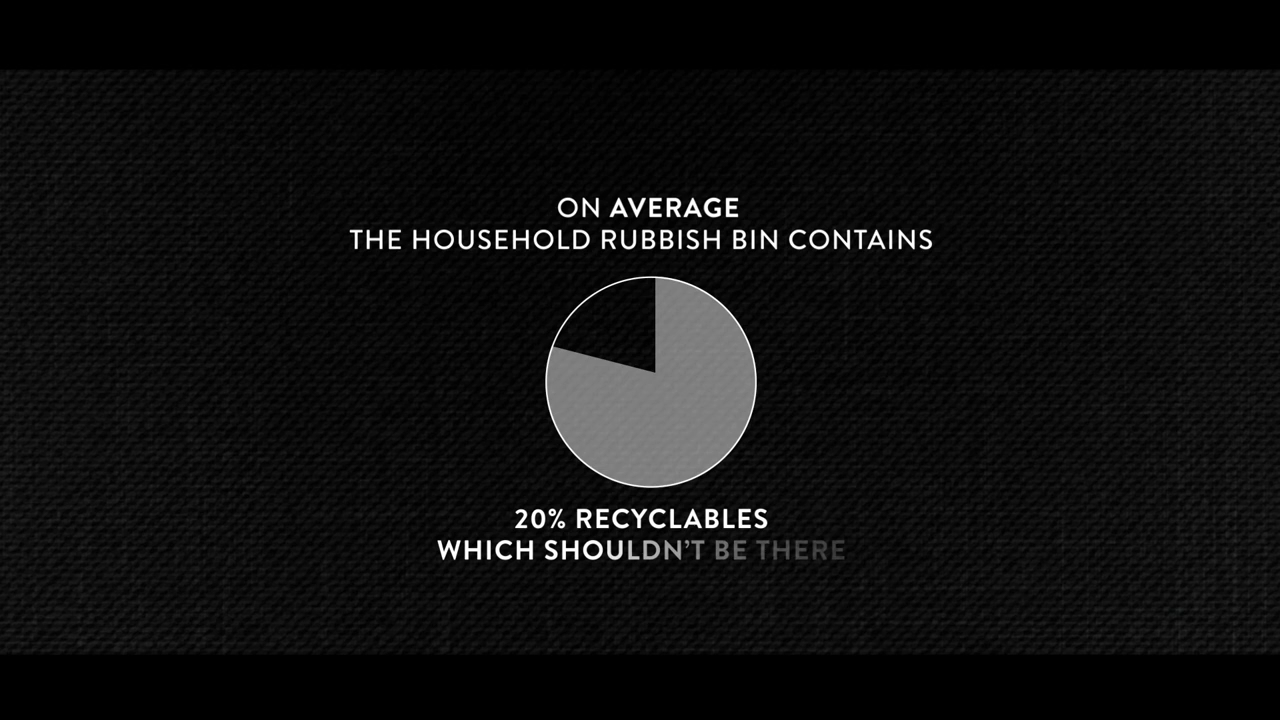 ON AVERAGE
THE HOUSEHOLD RUBBISH BIN CONTAINS
20% RECYCLABLES
WHICH SHOULDN'T BE THERE